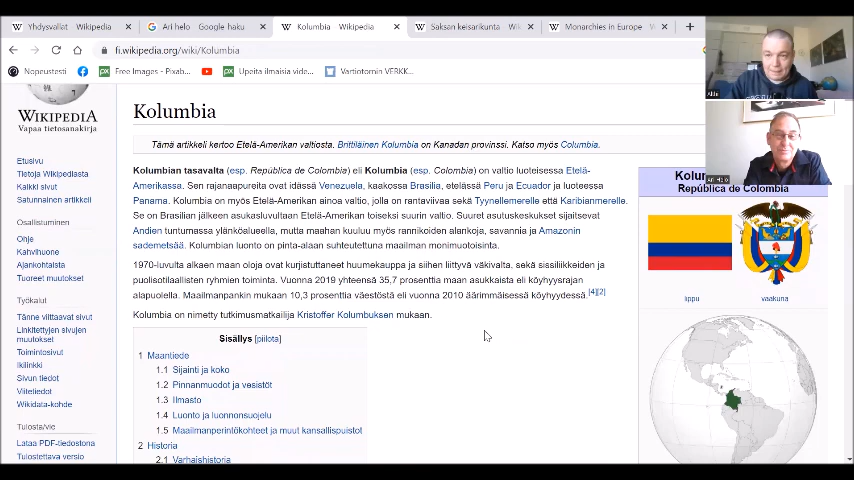 Yhdysvallat Wikipedia
Ari helo Google haku
Kolumbia Wikipedia
Saksan keisarikunta Wik
Monarchies in Europe W
fi.wikipedia.org/wiki/Kolumbia
Nopeustesti
Free Images - Pixab...
Upeita ilmaisia vale...
Vartiotornin VERKK...
Ahti
Ari Helo
WIKIPEDIA
Vapaa tietosanakirja
Etusivu
Tietoja Wikipediasta
Kaikki sivut
Satunnainen artikkeli
Osallistuminen
Ohje
Kahvihuone
Ajankohtaista
Tuoreet muutokset
Työkalut
Tänne viittaavat sivut
Linkitettyjen sivujen
muutokset
Toimintosivut
Ikilinkki
Sivun tiedot
Viitetiedot
Wikidata-kohde
Tulosta/vie
Lataa PDF-tiedostona
Tulostettava versio
Kolumbia
Tämä artikkeli kertoo Etelä-Amerikan valtiosta. Brittiläinen Kolumbia on Kanadan provinssi. Katso myös Columbia.
Kolumbian tasavalta (esp. República de Colombia) eli Kolumbia (esp. Colombia) on valtio luoteisessa Etelä-
Amerikassa. Sen rajanaapureita ovat idässä Venezuela, kaakossa Brasilia, etelässä Peru ja Ecuador ja luoteessa
Panama. Kolumbia on myös Etelä-Amerikan ainoa valtio, jolla on rantaviivaa sekä Tyynellemerelle että Karibianmerelle.
Se on Brasilian jälkeen asukasluvultaan Etelä-Amerikan toiseksi suurin valtio. Suuret asutuskeskukset sijaitsevat
Andien tuntumassa ylänköalueella, mutta maahan kuuluu myös rannikoiden alankoja, savannia ja Amazonin
sademetsää. Kolumbian luonto on pinta-alaan suhteutettuna maailman monimuotoisinta.
1970-luvulta alkaen maan oloja ovat kurjistuttaneet huumekauppa ja siihen liittyvä väkivalta, sekä sissiliikkeiden ja
puolisotilaallisten ryhmien toiminta. Vuonna 2019 yhteensä 35,7 prosenttia maan asukkaista eli köyhyysrajan
alapuolella. Maailmanpankin mukaan 10,3 prosenttia väestöstä eli vuonna 2010 äärimmäisessä köyhyydessä.[4][2]
Kolumbia on nimetty tutkimusmatkailija Kristoffer Kolumbuksen mukaan.
Sisällys [piilota]
1 Maantiede
1.1 Sijainti ja koko
1.2 Pinnanmuodot ja vesistöt
1.3 Ilmasto
1.4 Luonto ja luonnonsuojelu
1.5 Maailmanperintökohteet ja muut kansallispuistot
2 Historia
2.1 Varhaishistoria
República de Colombia
lippu
vaakuna